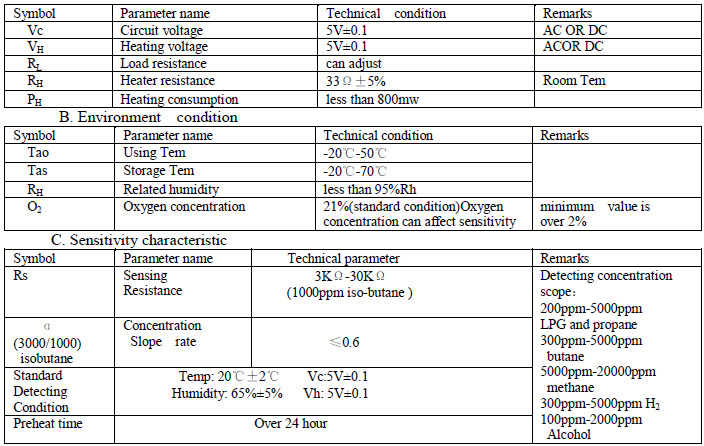 Symbol Parameter name Technical condition Remarks
Vc Circuit voltage 5V±0.1 AC OR DC
VH Heating voltage 5V±0.1 ACOR DC
RL Load resistance can adjust
RH Heater resistance 33Ω±5% Room Tem
PH Heating consumption less than 800mw
B. Environment condition
Symbol Parameter name Technical condition Remarks
Tao Using Tem -20℃-50℃
Tas Storage Tem -20℃-70℃
RH Related humidity less than 95%Rh
O2 Oxygen concentration 21%(standard condition)Oxygen minimum value is
concentration can affect sensitivity over 2%
C. Sensitivity characteristic
Symbol Parameter name Technical parameter Remarks
Rs Sensing 3KΩ-30KΩ Detecting concentration
Resistance (1000ppm iso-butane ) scope：
200ppm-5000ppm
α Concentration LPG and propane
(3000/1000) Slope rate ≤0.6 300ppm-5000ppm
isobutane butane
Standard Temp: 20℃±2℃ Vc:5V±0.1 5000ppm-20000ppm
Detecting Humidity: 65%±5% Vh: 5V±0.1 methane
Condition 300ppm-5000ppm H2
Preheat time Over 24 hour 100ppm-2000ppm
Alcohol